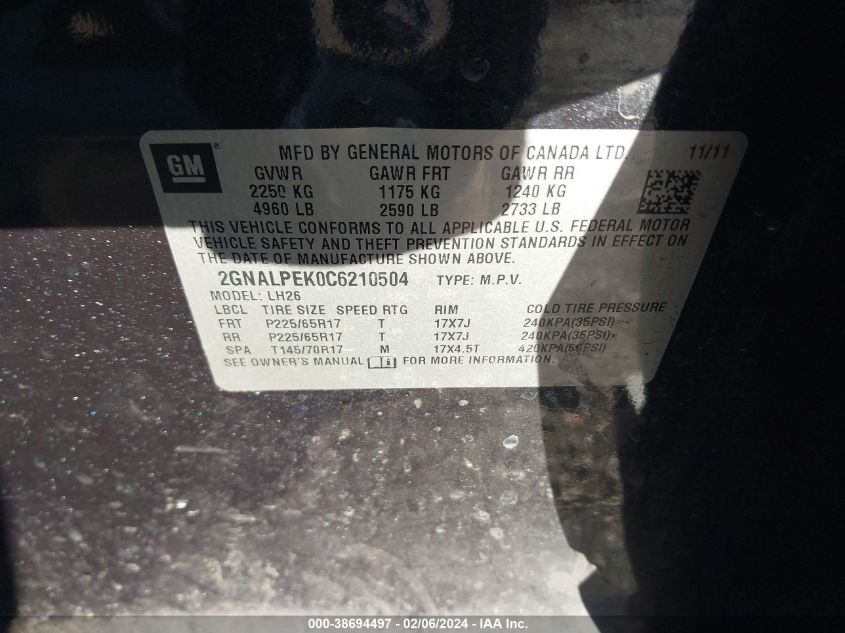 GM
MFD BY GENERAL MOTORS OF CANADA LTD. 11/11
GVWR GAWR FRT GAWR RR
2250 KG 1175 KG 1240 KG
4960 LB 2590 LB 2733 LB
THIS VEHICLE CONFORMS TO ALL APPLICABLE U.S. FEDERAL MOTOR
VEHICLE SAFETY AND THEFT PREVENTION STANDARDS IN EFFECT ON
THE DATE OF MANUFACTURE SHOWN ABOVE.
2GNALPEK0C6210504 TYPE: M.P.V.
MODEL: LH26
LBCL TIRE SIZE SPEED RTG RIM COLD TIRE PRESSURE
FRT P225/65R17 T 17X7J 240KPA(35PSI)
RR P225/65R17 T 17X7J 240KPA(35PSI)
SPA T145/70R17 M 17X4.5T 420KPA(60PSI)
SEE OWNER'S MANUAL FOR MORE INFORMATION.
000-38694497 - 02/06/2024 - IAA Inc.